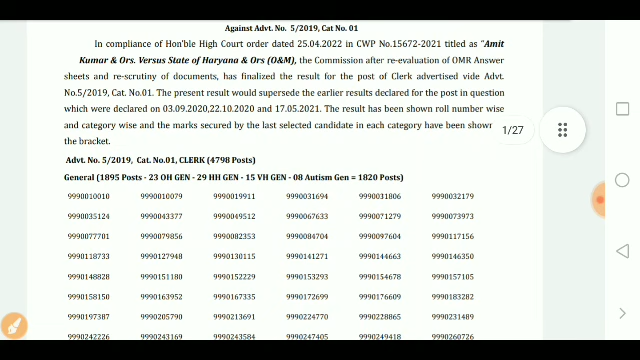 Against Advt. No. 5/2019, Cat No. 01
In compliance of Hon'ble High Court order dated 25.04.2022 in CWP No.15672-2021 titled as "Amit
Kumar & Ors. Versus State of Haryana & Ors (O&M), the Commission after re-evaluation of OMR Answer
sheets and re-scrutiny of documents, has finalized the result for the post of Clerk advertised vide Advt.
No.5/2019, Cat. No.01. The present result would supersede the earlier results declared for the post in question
which were declared on 03.09.2020,22.10.2020 and 17.05.2021. The result has been shown roll number wise
and category wise and the marks secured by the last selected candidate in each category have been shown
the bracket.
1/27
Advt. No. 5/2019, Cat. No.01, CLERK (4798 Posts)
General (1895 Posts - 23 OH GEN - 29 HH GEN - 15 VH GEN - 08 Autism Gen = 1820 Posts)
9990010010 9990010079 9990019911 9990031694 9990031806 9990032179
9990035124 9990043377 9990049512 9990067633 9990071279 9990073973
9990077701 9990079856 9990082353 9990084704 9990097604 9990117156
9990118733 9990127948 9990130115 9990141271 9990144663 9990146350
9990148828 9990151180 9990152229 9990153293 9990154678 9990157105
9990158150 9990163952 9990167335 9990172699 9990176609 9990183282
9990197387 9990205790 9990213691 9990224770 9990228865 9990231489
9990242226 9990243169 9990243584 9990247405 9990249418 9990260726